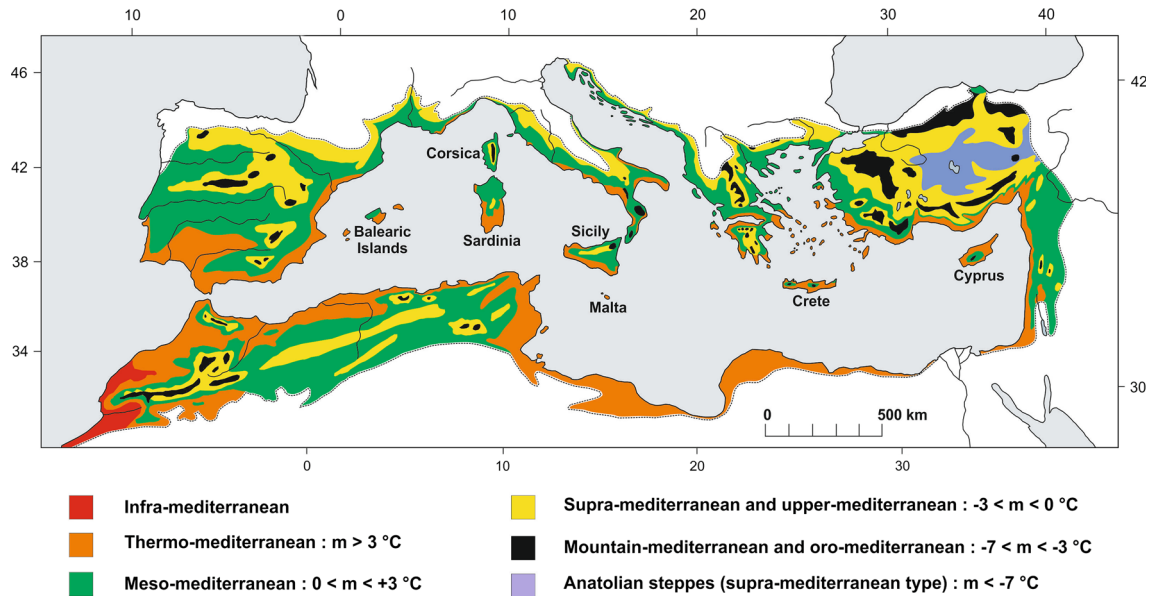 10 0 10 20 30 40
46
42
42
38
34
30
Corsica
Balearic
Islands
Sardinia
Sicily
Malta
Crete
Cyprus
0 500 km
0 10 20 30
Infra-mediterranean
Thermo-mediterranean : m > 3 °C
Meso-mediterranean : 0 < m < +3 °C
Supra-mediterranean and upper-mediterranean : -3 < m < 0 °C
Mountain-mediterranean and oro-mediterranean : -7 < m < -3 °C
Anatolian steppes (supra-mediterranean type) : m < -7 °C